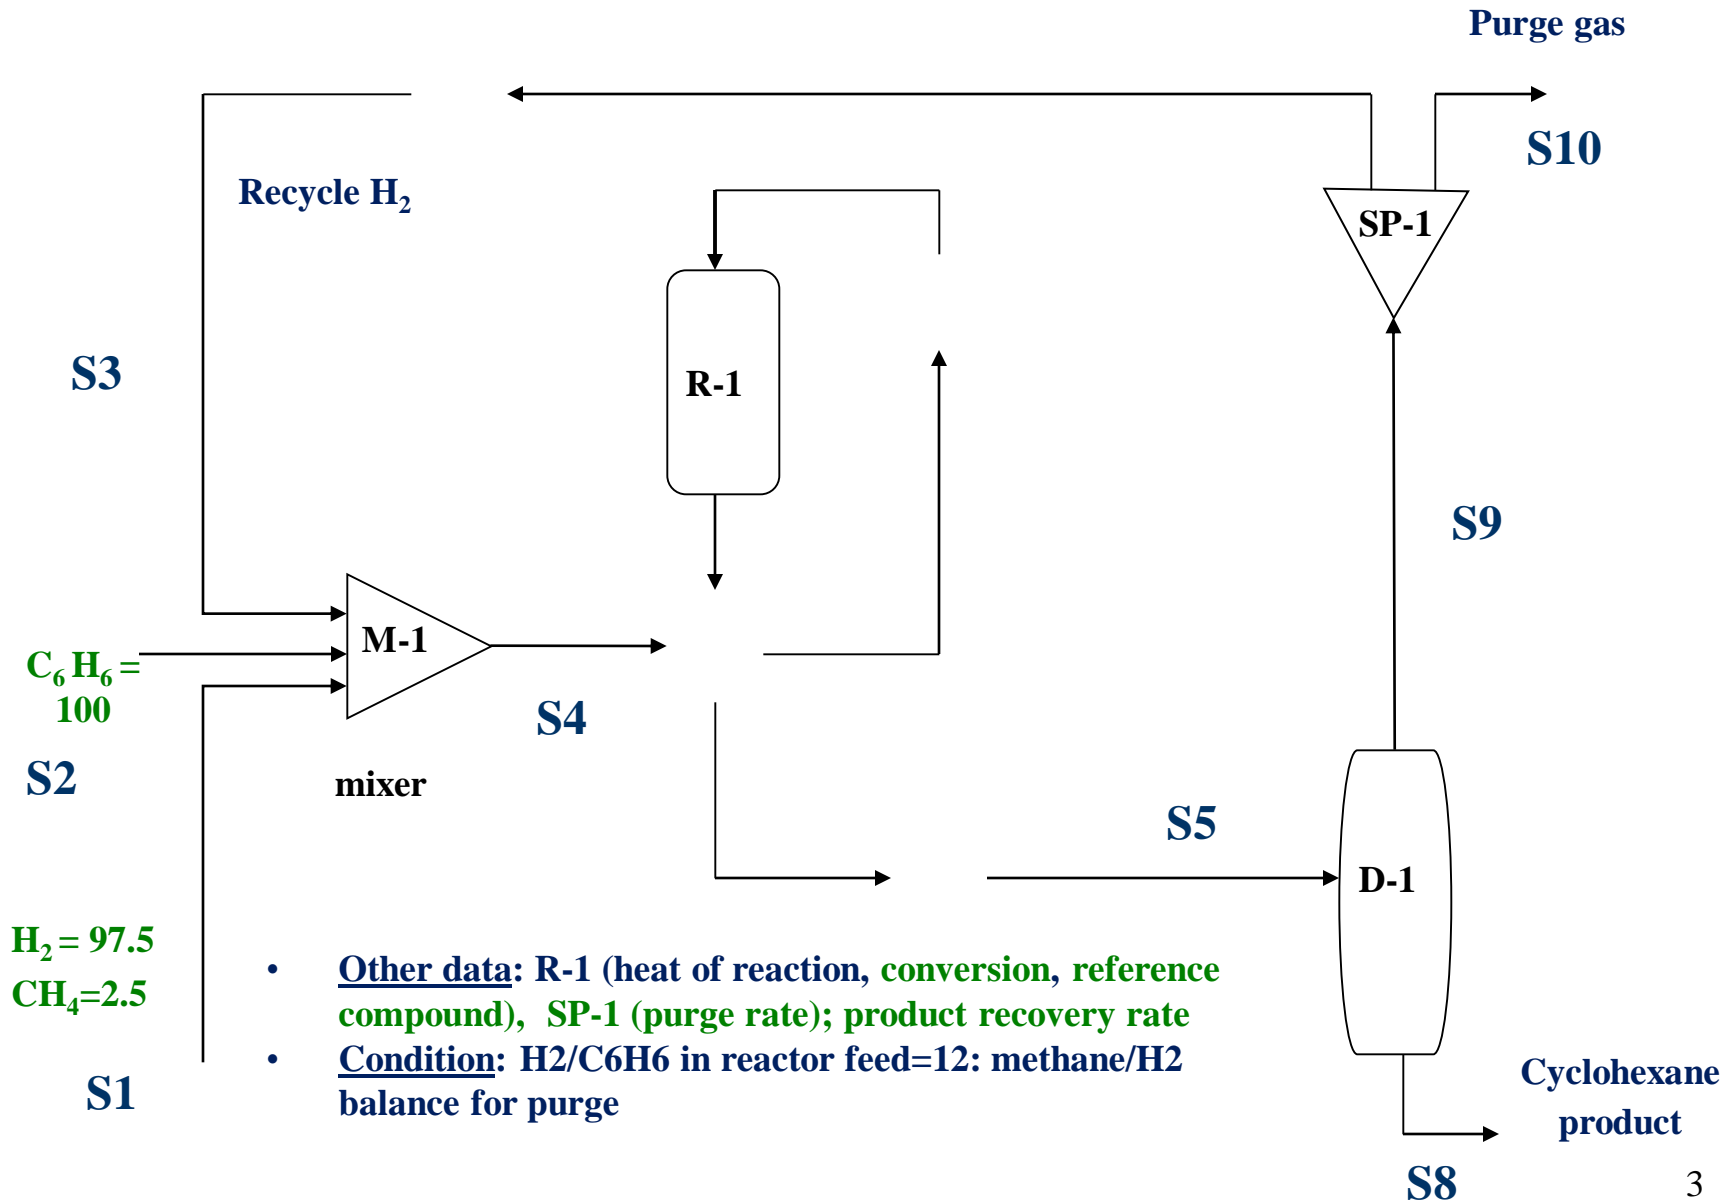 Purge gas
S10
Recycle H₂
SP-1
S3
R-1
S9
M-1
C₆ H₆ =
100
S4
S2
mixer
S5
D-1
H₂ = 97.5
CH₄=2.5
S1
• Other data: R-1 (heat of reaction, conversion, reference
compound), SP-1 (purge rate); product recovery rate
• Condition: H2/C6H6 in reactor feed=12: methane/H2
balance for purge
Cyclohexane
product
S8
3